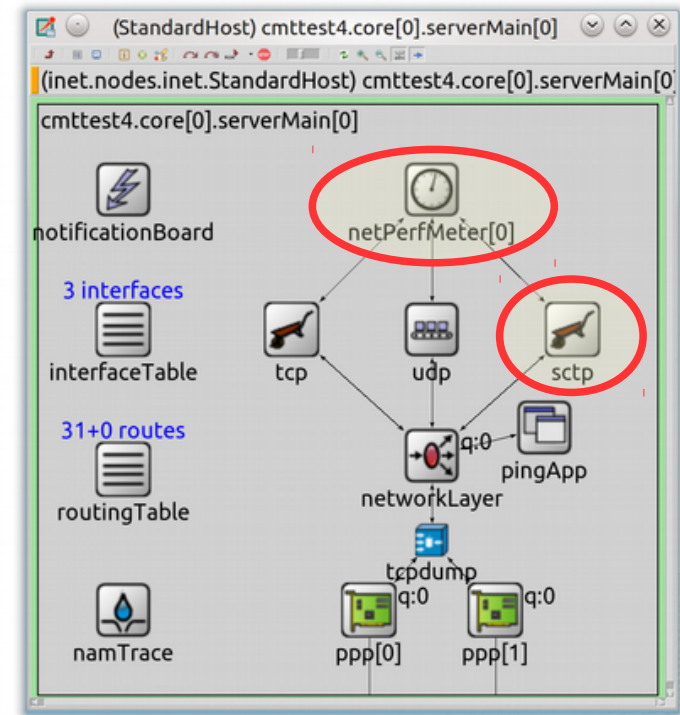 (StandardHost) cmttest4.core[0].serverMain[0]
(inet.nodes.inet.StandardHost) cmttest4.core[0].serverMain[0]
cmttest4.core[0].serverMain[0]
notificationBoard
netPerfMeter[0]
3 interfaces
interfaceTable
tcp
udp
sctp
31+0 routes
q:0
pingApp
networkLayer
routingTable
tcpdump
q:0
q:0
namTrace
ppp[0]
ppp[1]